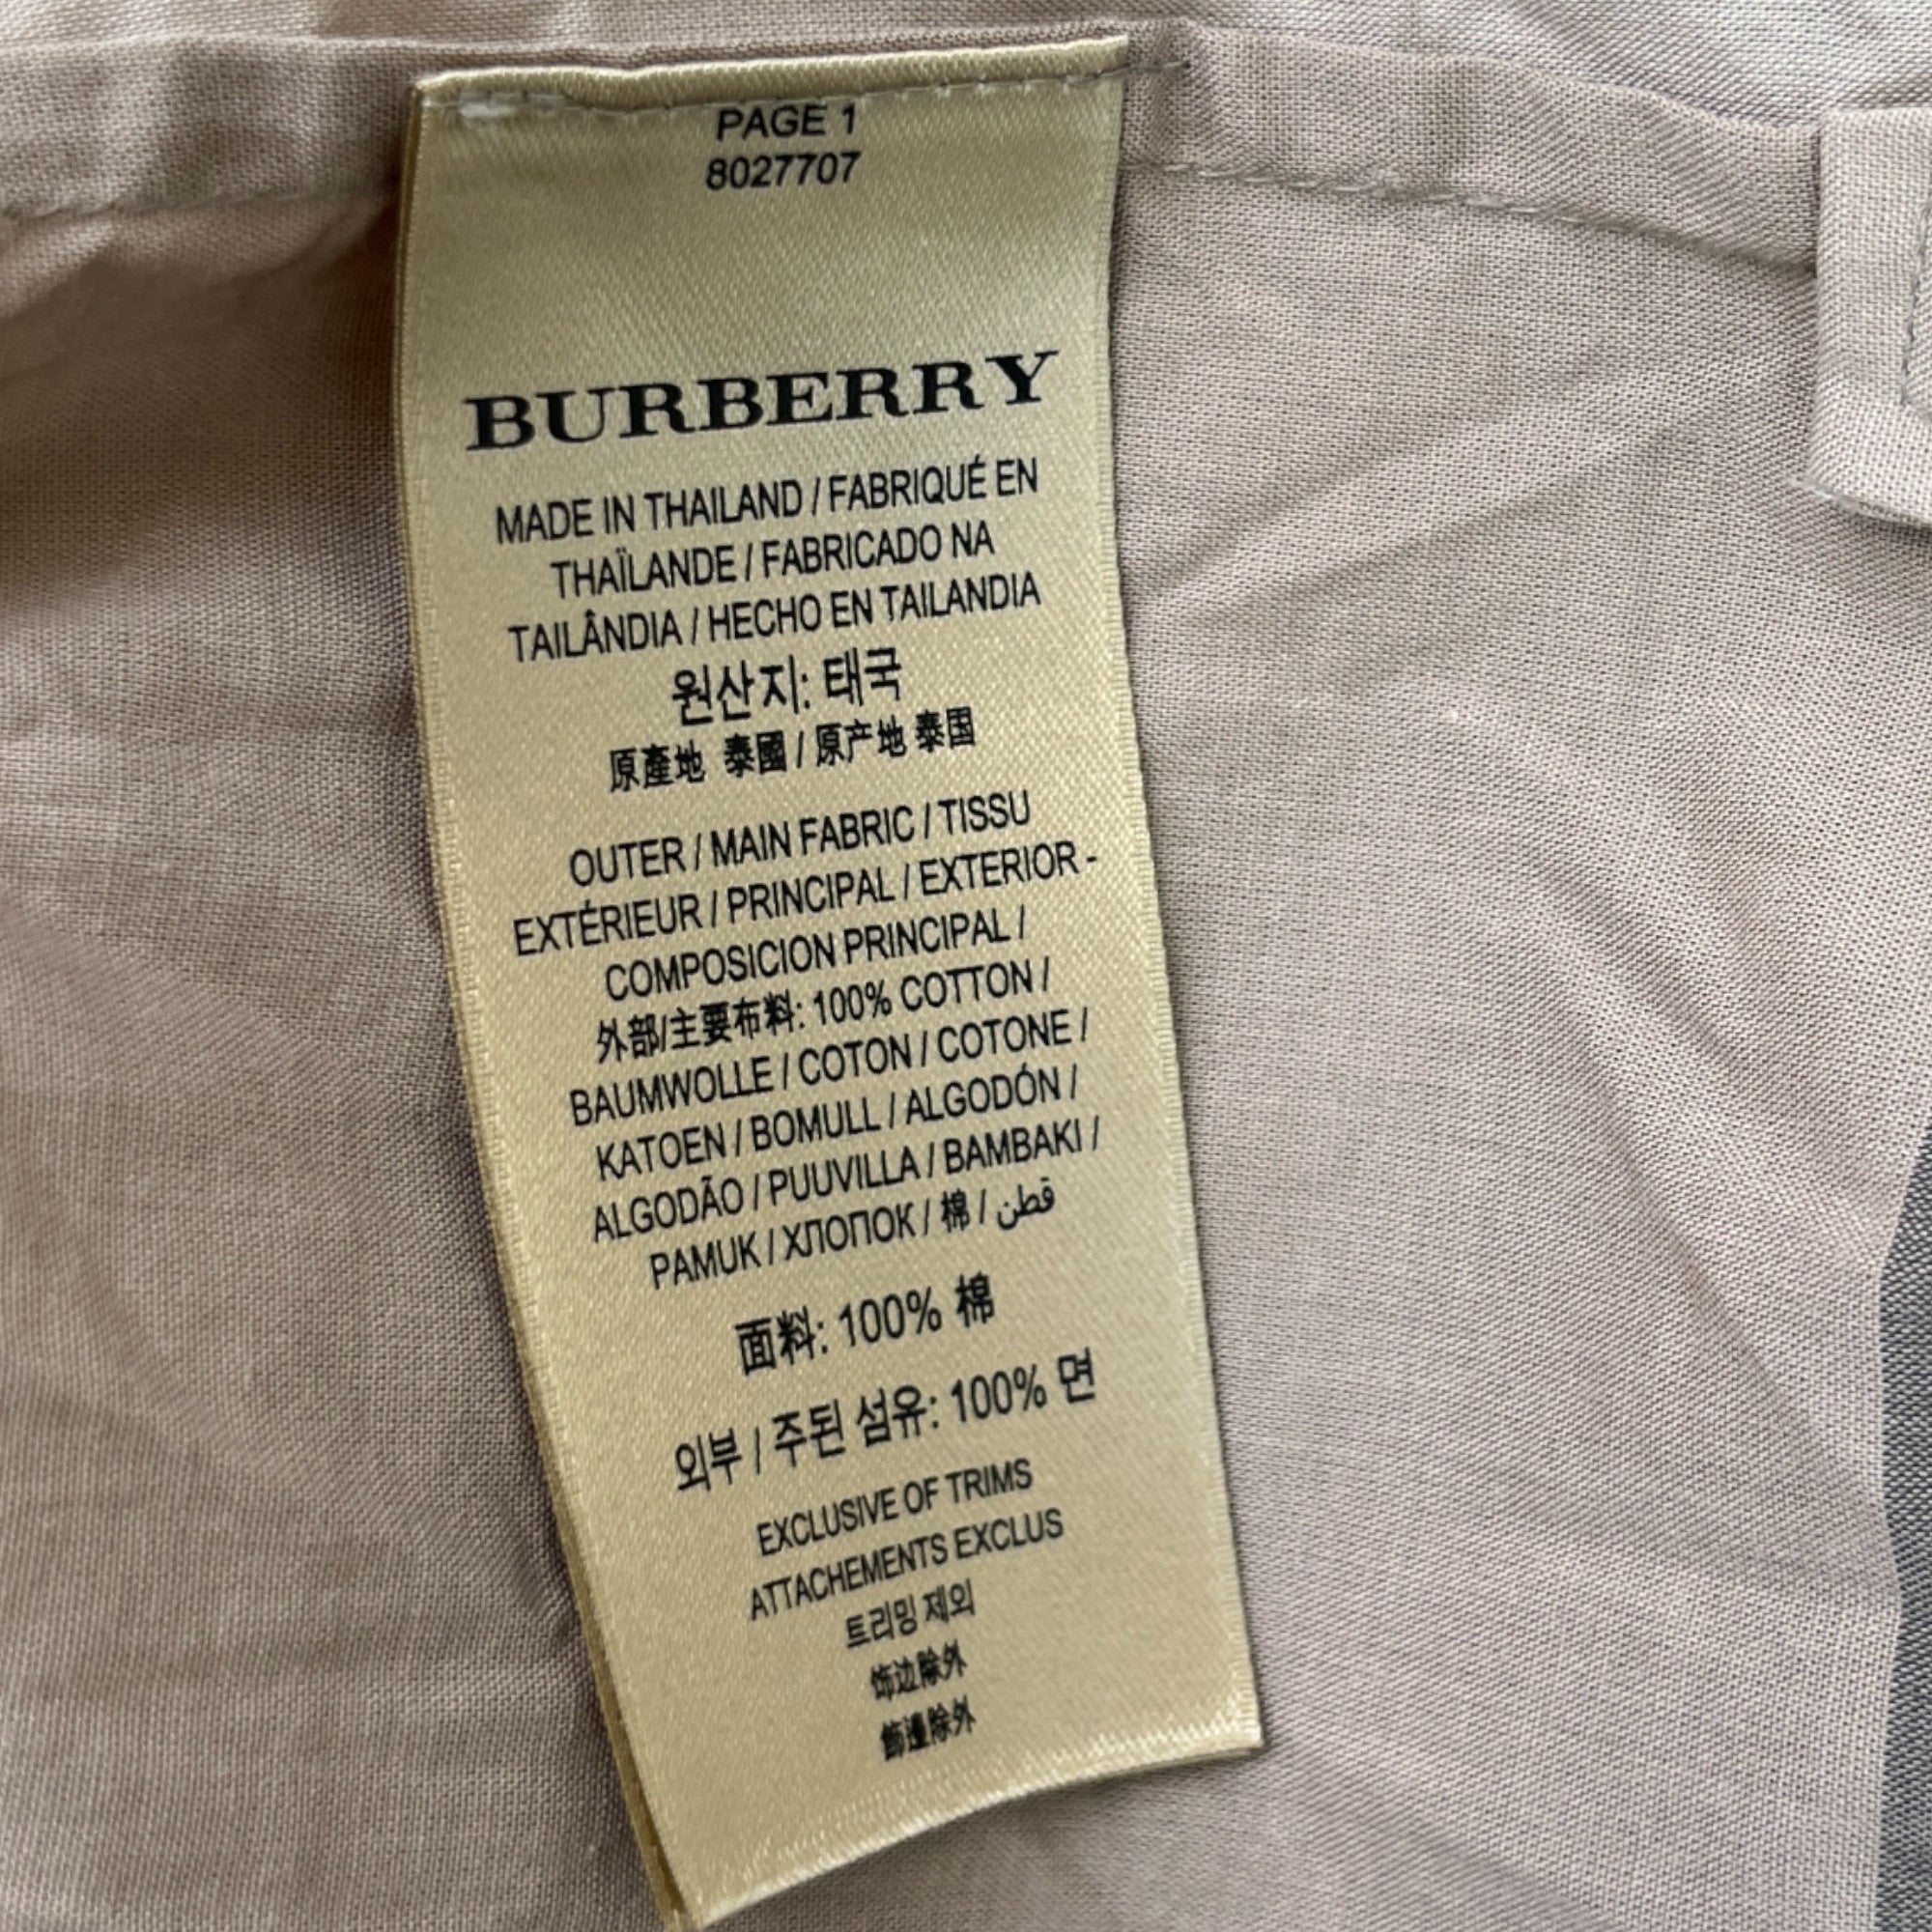 PAGE 1
8027707
BURBERRY
MADE IN THAILAND / FABRIQUÉ EN
THAÏLANDE / FABRICADO NA
TAILÂNDIA / HECHO EN TAILANDIA
원산지: 태국
原產地 泰國 / 原产地 泰国
OUTER / MAIN FABRIC / TISSU
EXTÉRIEUR / PRINCIPAL / EXTERIOR -
COMPOSICION PRINCIPAL /
外部/主要布料: 100% COTTON /
BAUMWOLLE / COTON / COTONE /
KATOEN / BOMULL / ALGODÓN /
ALGODÃO / PUUVILLA / BAMBAKI /
PAMUK / ХЛОПОК / 棉 / قطن
面料: 100% 棉
외부 / 주된 섬유: 100% 면
EXCLUSIVE OF TRIMS
ATTACHEMENTS EXCLUS
트리밍 제외
饰边除外
飾邊除外